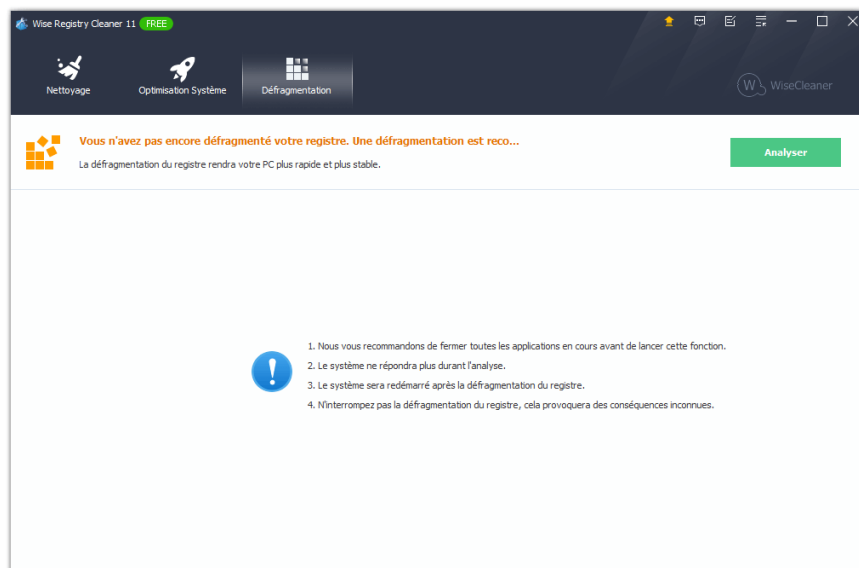 Wise Registry Cleaner 11 FREE
Nettoyage
Optimisation Système
Défragmentation
WiseCleaner
Vous n'avez pas encore défragmenté votre registre. Une défragmentation est reco...
La défragmentation du registre rendra votre PC plus rapide et plus stable.
Analyser
1. Nous vous recommandons de fermer toutes les applications en cours avant de lancer cette fonction.
2. Le système ne répondra plus durant l'analyse.
3. Le système sera redémarré après la défragmentation du registre.
4. N'interrompez pas la défragmentation du registre, cela provoquera des conséquences inconnues.